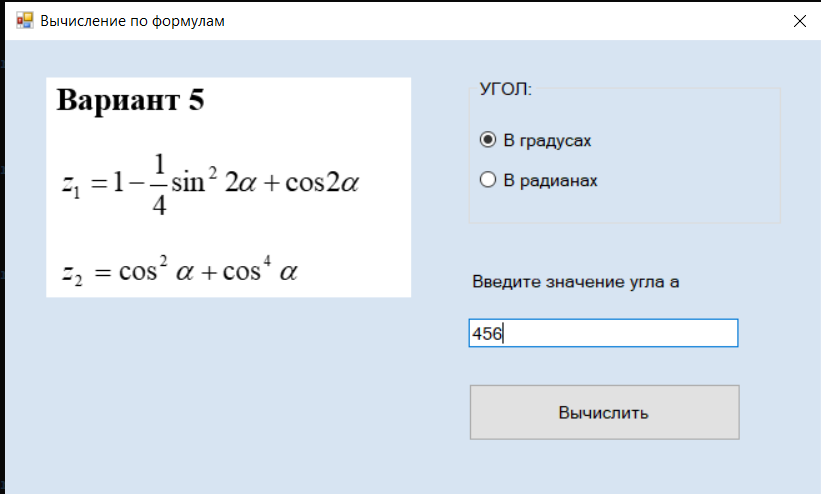 Вычисление по формулам
Вариант 5
z₁ = 1 − 1/4 sin² 2α + cos2α
z₂ = cos² α + cos⁴ α
УГОЛ:
В градусах
В радианах
Введите значение угла а
456
Вычислить